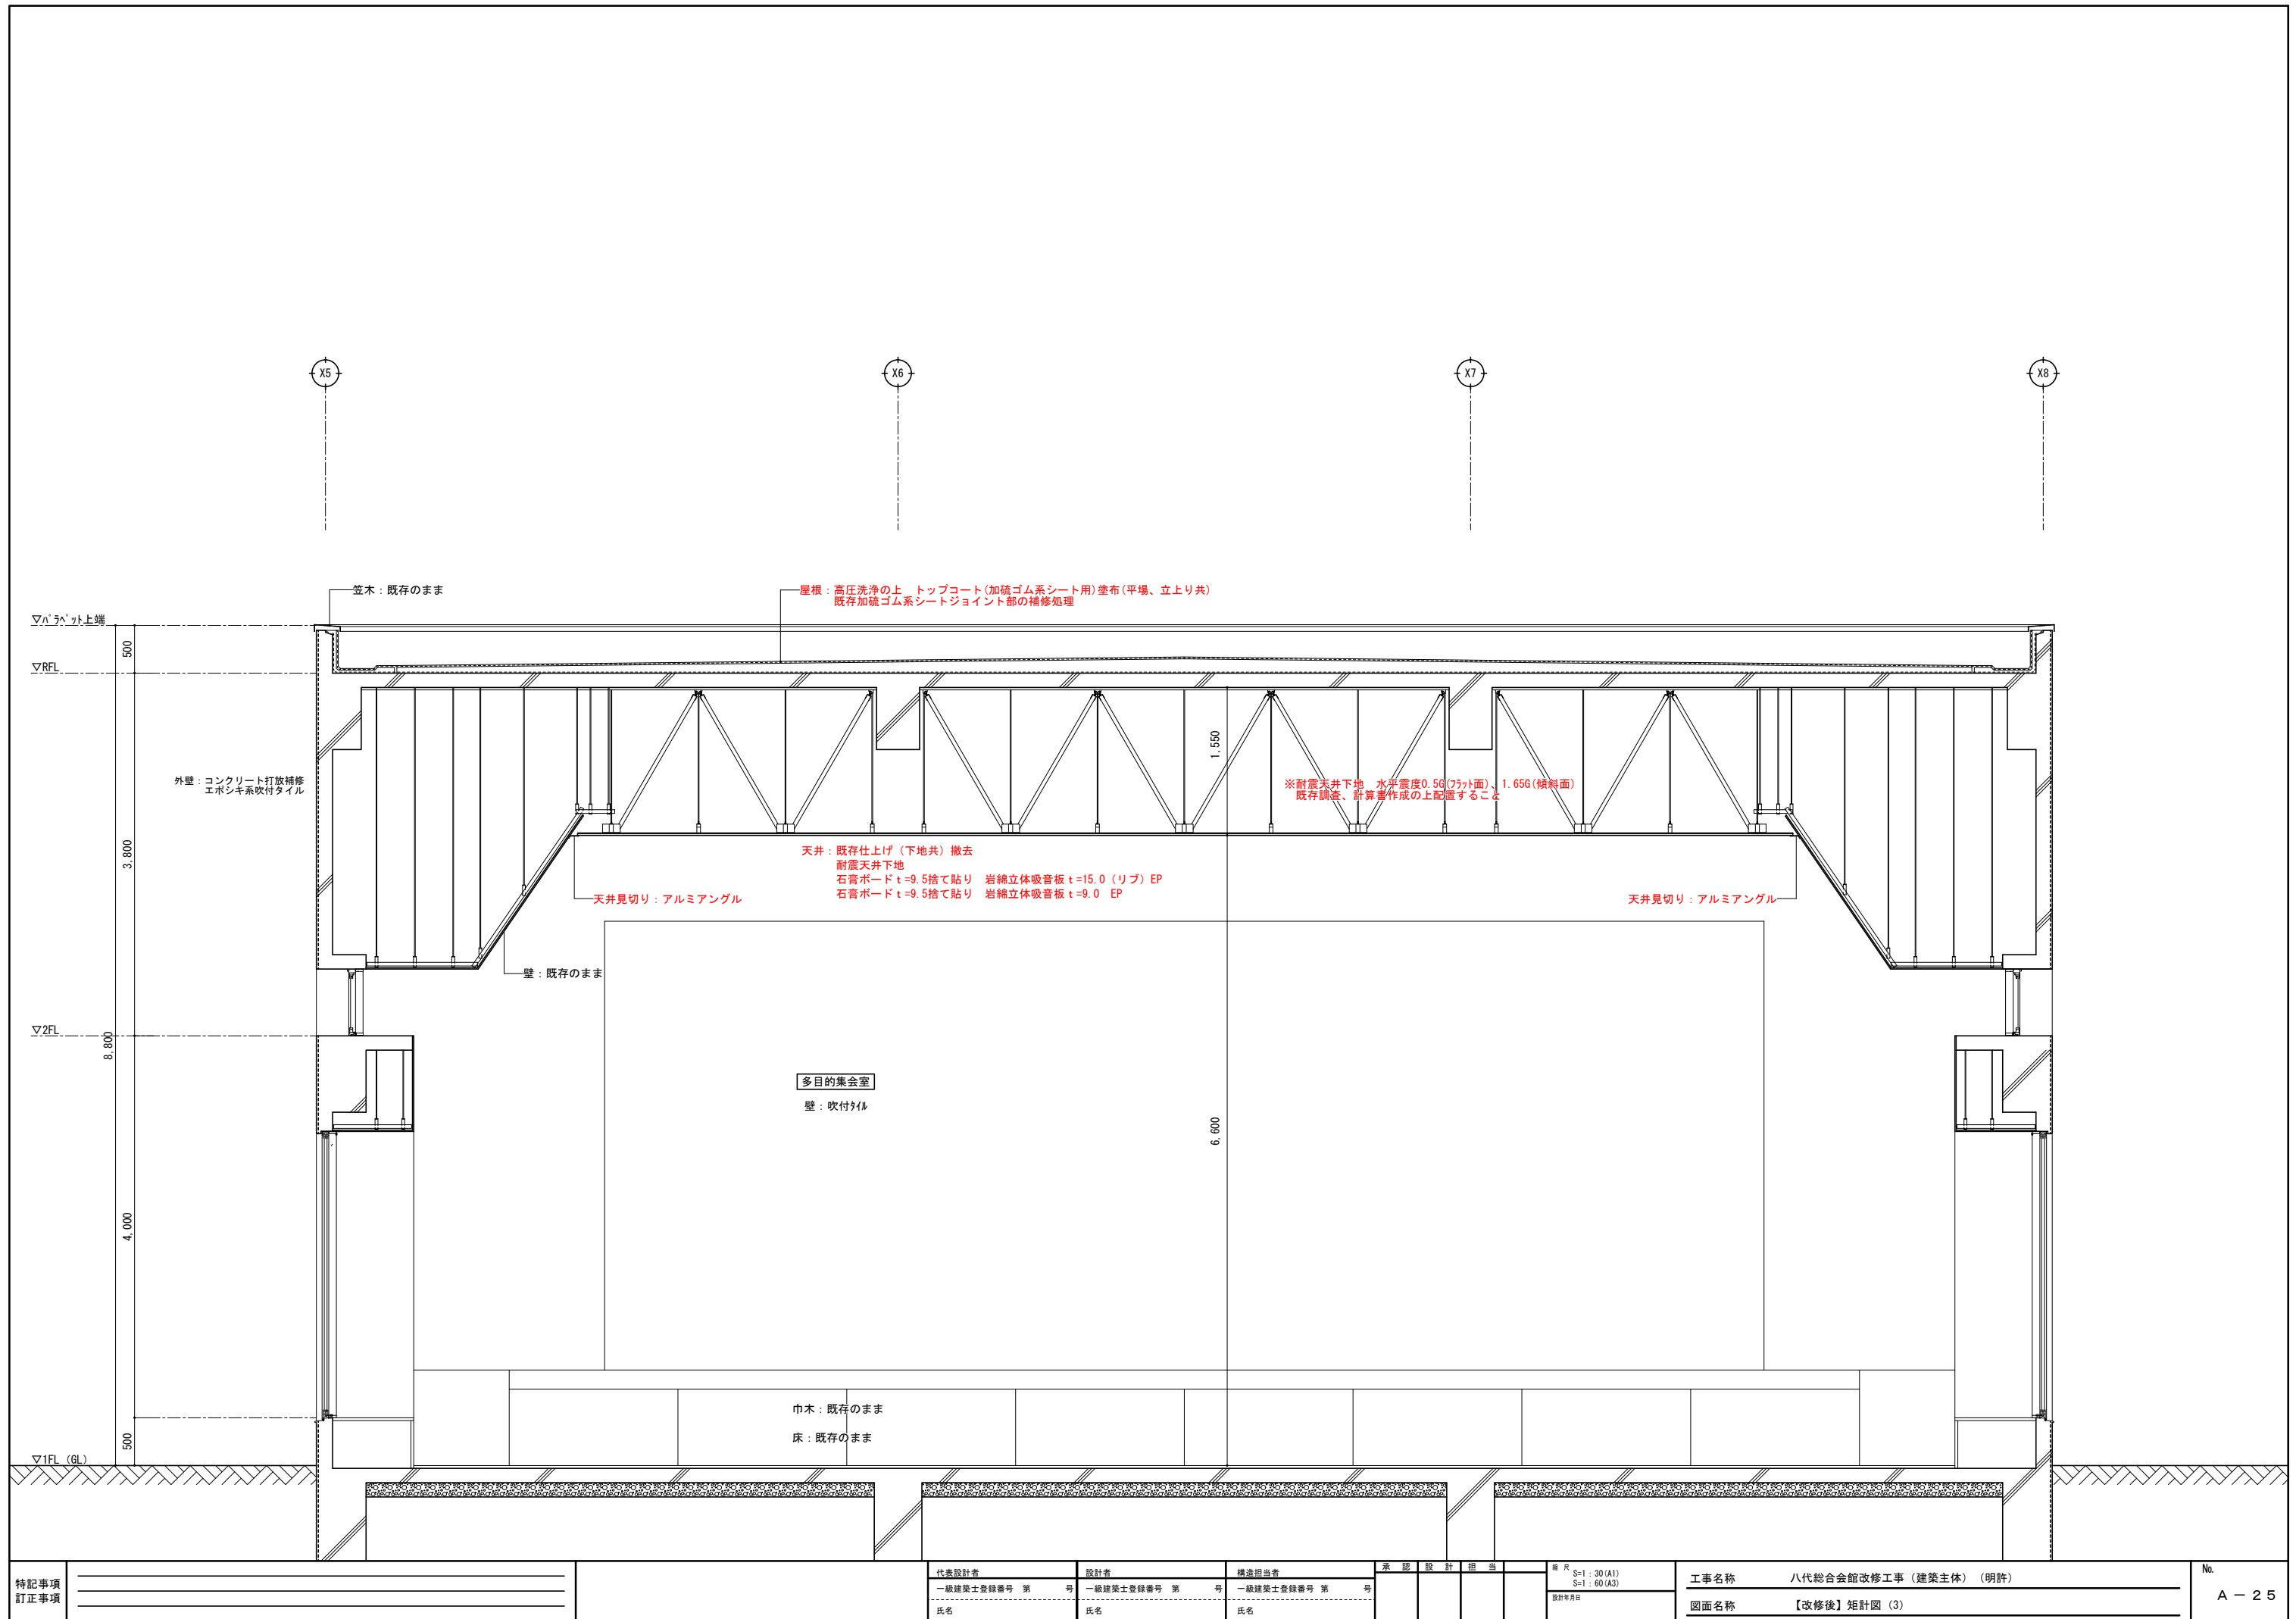 X5
X6
X7
X8
笠木：既存のまま
屋根：高圧洗浄の上　トップコート(加硫ゴム系シート用)塗布(平場、立上り共)
既存加硫ゴム系シートジョイント部の補修処理
▽パラペット上端
500
▽RFL
3,800
外壁：コンクリート打放補修
エポシキ系吹付タイル
1,550
※耐震天井下地　水平震度0.5G(フラット面)、1.65G(傾斜面)
既存調査、計算書作成の上配置すること
天井：既存仕上げ（下地共）撤去
耐震天井下地
石膏ボードｔ=9.5捨て貼り　岩綿立体吸音板ｔ=15.0（リブ）EP
石膏ボードｔ=9.5捨て貼り　岩綿立体吸音板ｔ=9.0　EP
天井見切り：アルミアングル
天井見切り：アルミアングル
壁：既存のまま
▽2FL
8,800
多目的集会室
壁：吹付タイル
6,600
4,000
巾木：既存のまま
床：既存のまま
500
▽1FL（GL）
特記事項
訂正事項
代表設計者
一級建築士登録番号　第　　　号
氏名
設計者
一級建築士登録番号　第　　　号
氏名
構造担当者
一級建築士登録番号　第　　　号
氏名
承　認
設　計
担　当
縮 尺
S=1：30(A1)
S=1：60(A3)
設計年月日
工事名称　八代総合会館改修工事（建築主体）（明許）
図面名称　【改修後】矩計図（3）
No.
A－25